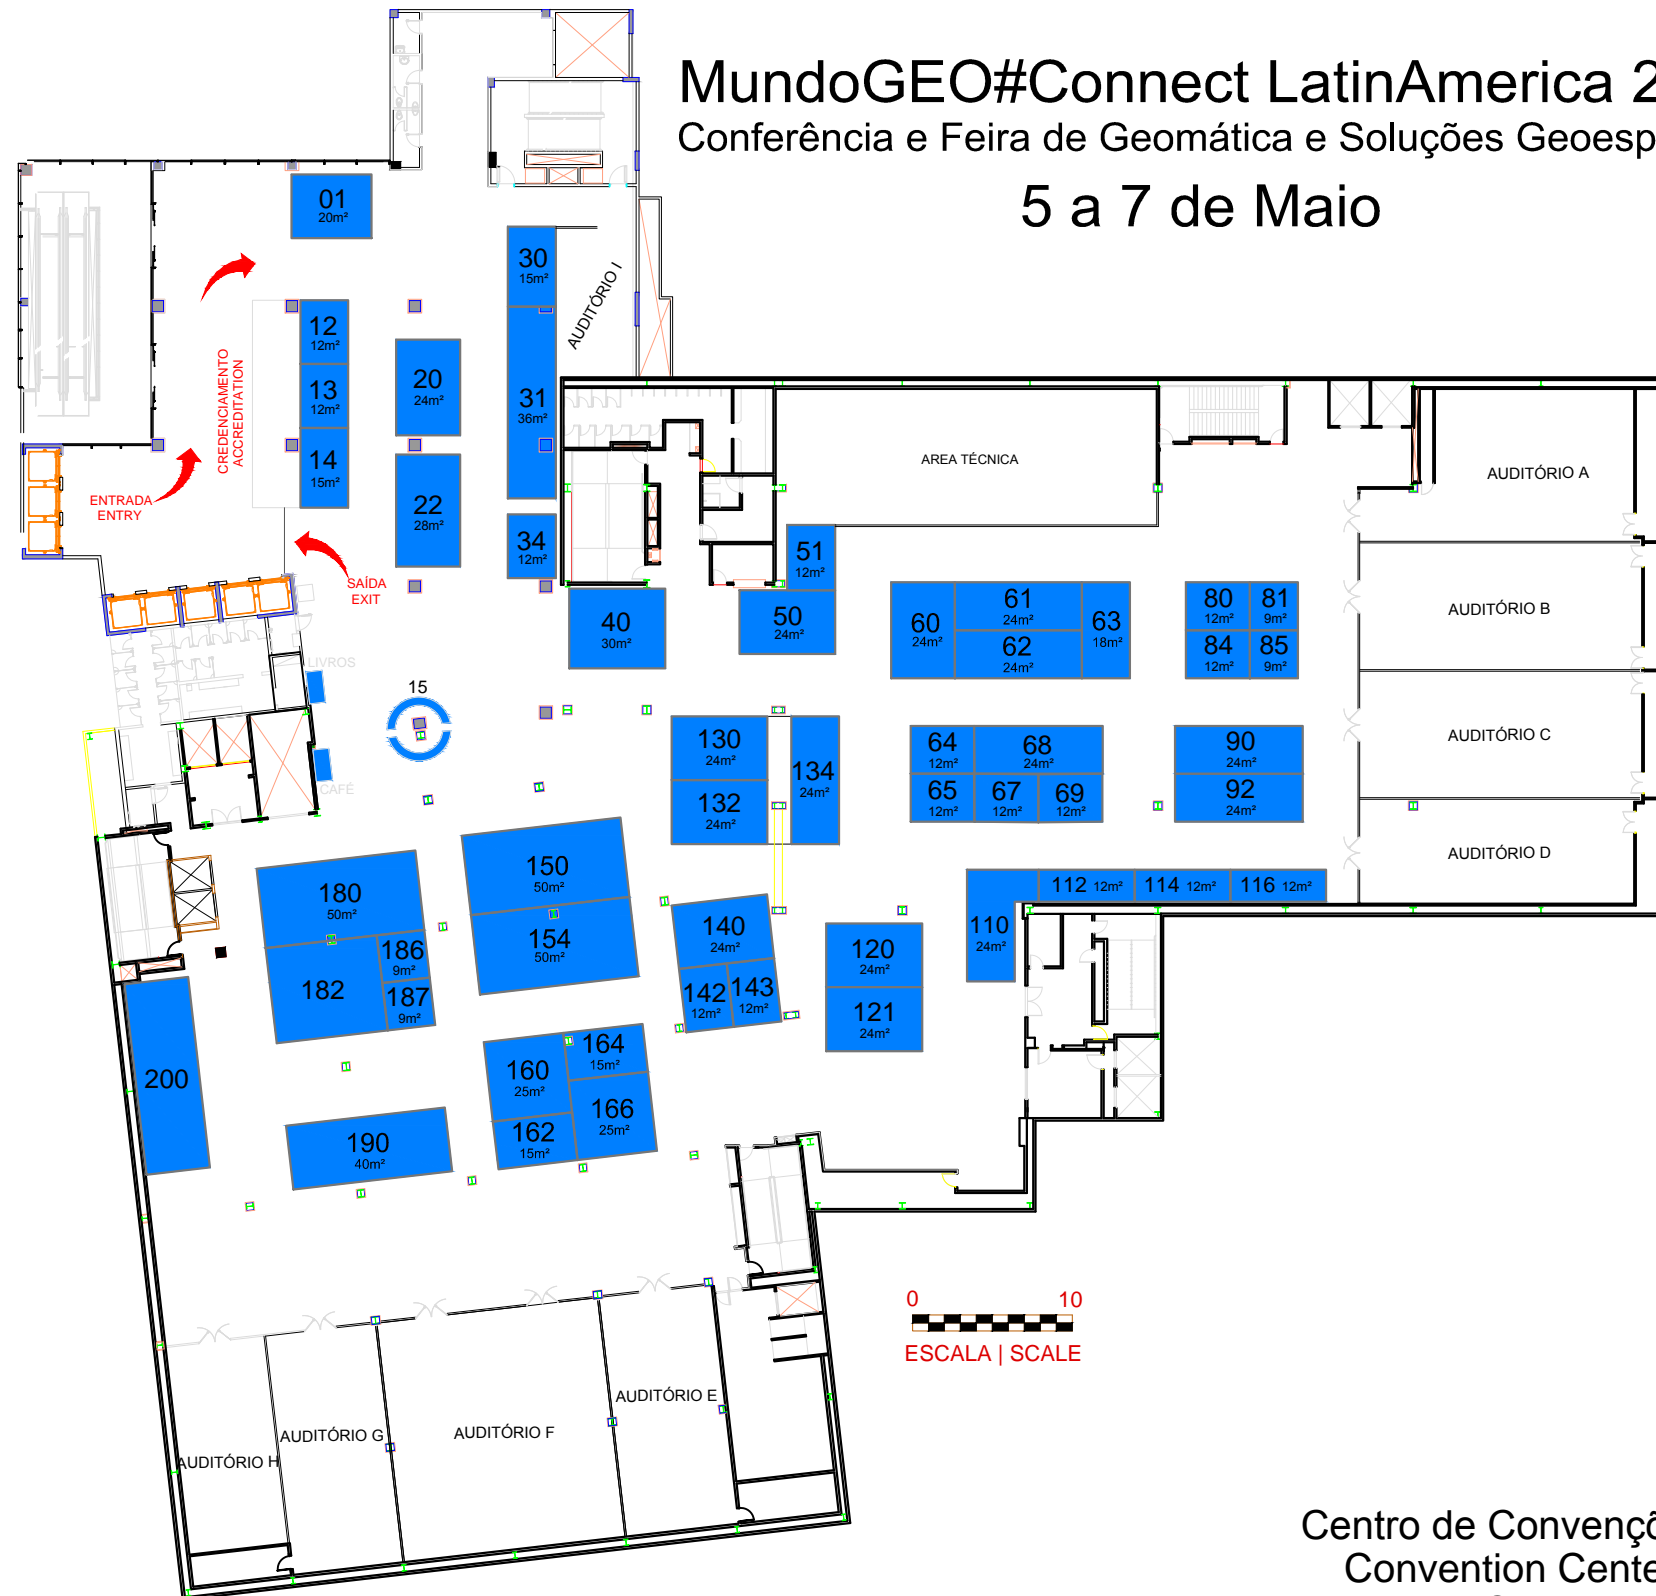 MundoGEO#Connect LatinAmerica 2
Conferência e Feira de Geomática e Soluções Geoesp
5 a 7 de Maio
01
20m²
30
15m²
AUDITÓRIO I
12
12m²
13
12m²
14
15m²
CREDENCIAMENTO
ACCREDITATION
20
24m²
22
28m²
31
36m²
34
12m²
ENTRADA
ENTRY
SAÍDA
EXIT
AREA TÉCNICA
AUDITÓRIO A
AUDITÓRIO B
AUDITÓRIO C
AUDITÓRIO D
51
12m²
50
24m²
40
30m²
60
24m²
61
24m²
62
24m²
63
18m²
80
12m²
81
9m²
84
12m²
85
9m²
LIVROS
15
CAFÉ
130
24m²
132
24m²
134
24m²
64
12m²
68
24m²
65
12m²
67
12m²
69
12m²
90
24m²
92
24m²
112 12m²
114 12m²
116 12m²
110
24m²
150
50m²
154
50m²
180
50m²
182
186
9m²
187
9m²
140
24m²
142
12m²
143
12m²
120
24m²
121
24m²
200
160
25m²
164
15m²
162
15m²
166
25m²
190
40m²
0 10
ESCALA | SCALE
AUDITÓRIO E
AUDITÓRIO F
AUDITÓRIO G
AUDITÓRIO H
Centro de Convençõ
Convention Cente